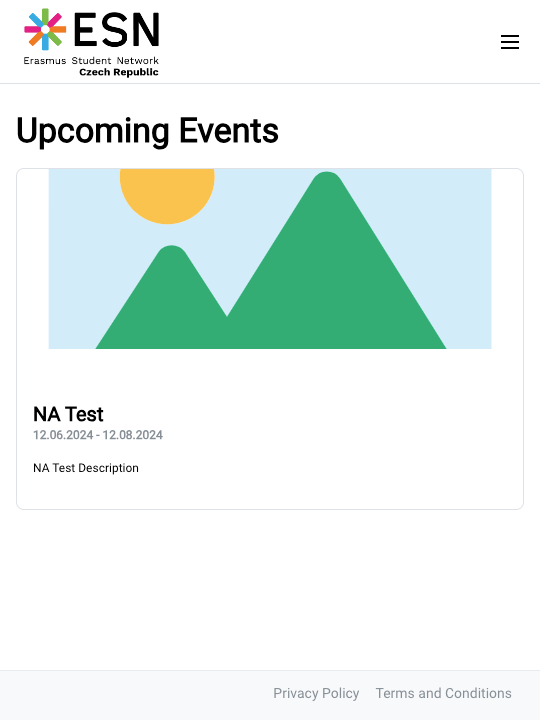 ESN
Erasmus Student Network
Czech Republic
Upcoming Events
NA Test
12.06.2024 - 12.08.2024
NA Test Description
Privacy Policy Terms and Conditions